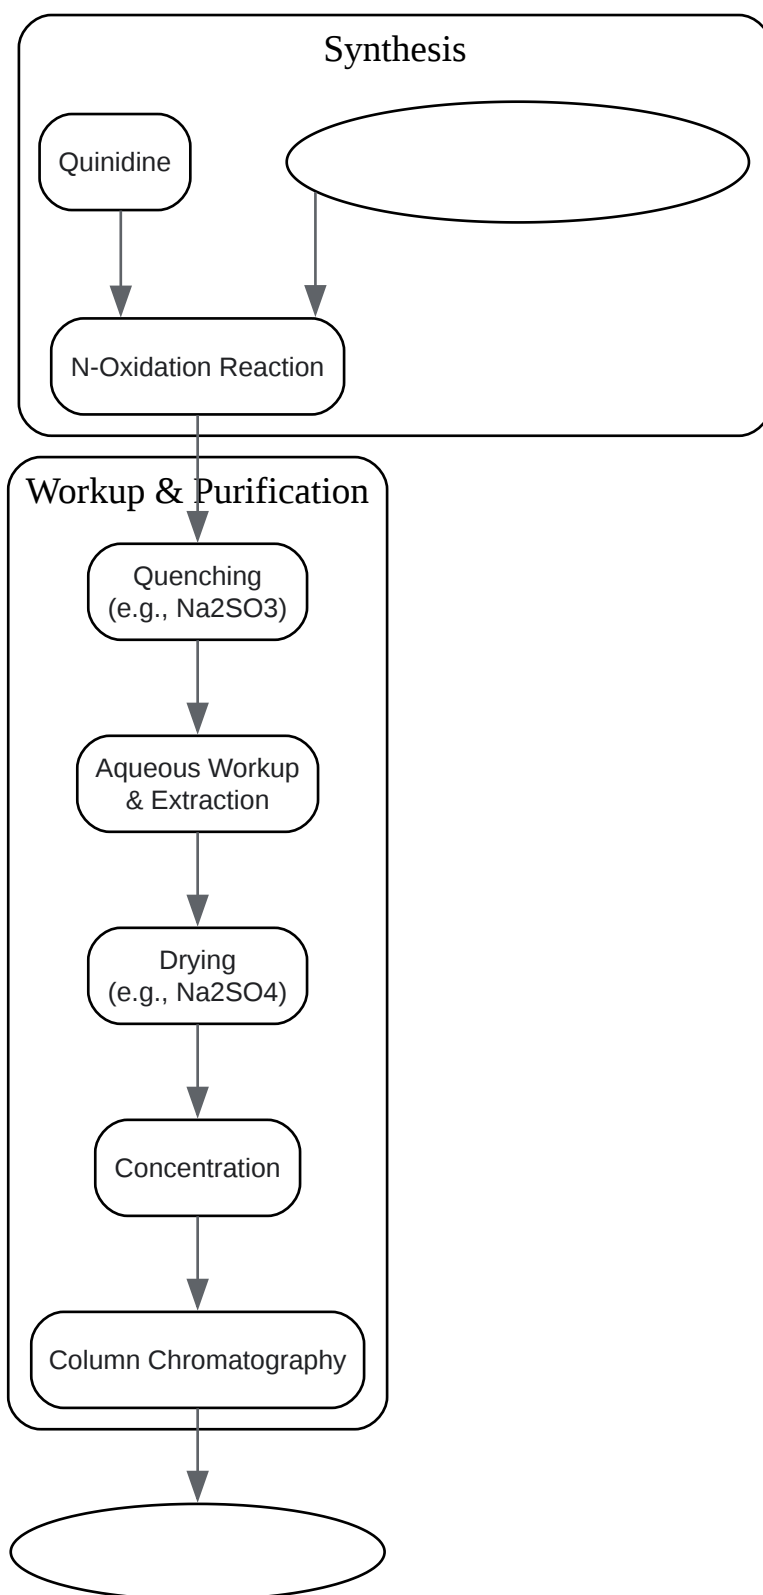 Synthesis
Quinidine
N-Oxidation Reaction
Workup & Purification
Quenching
(e.g., Na2SO3)
Aqueous Workup
& Extraction
Drying
(e.g., Na2SO4)
Concentration
Column Chromatography